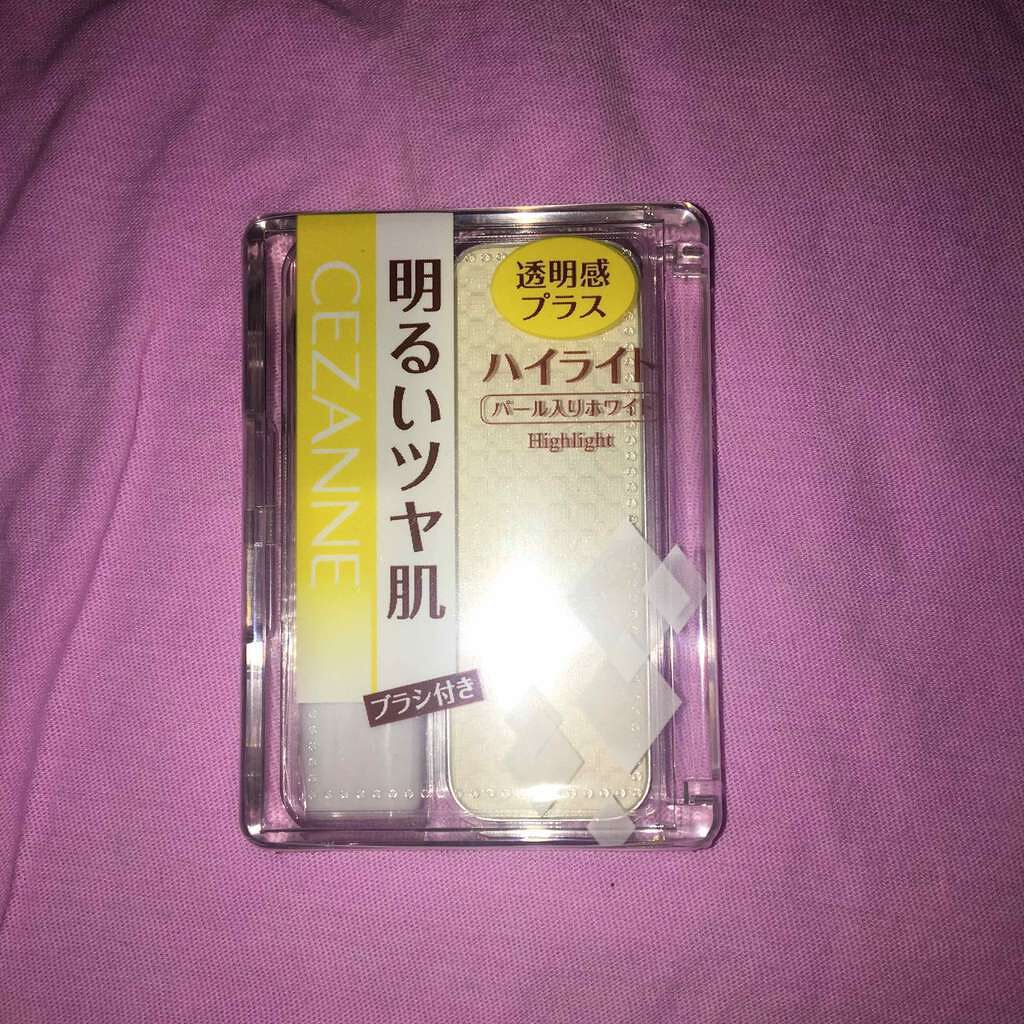 CEZANNE
明るいツヤ肌
ブラシ付き
透明感
プラス
ハイライト
パール入りホワイト
Highlight